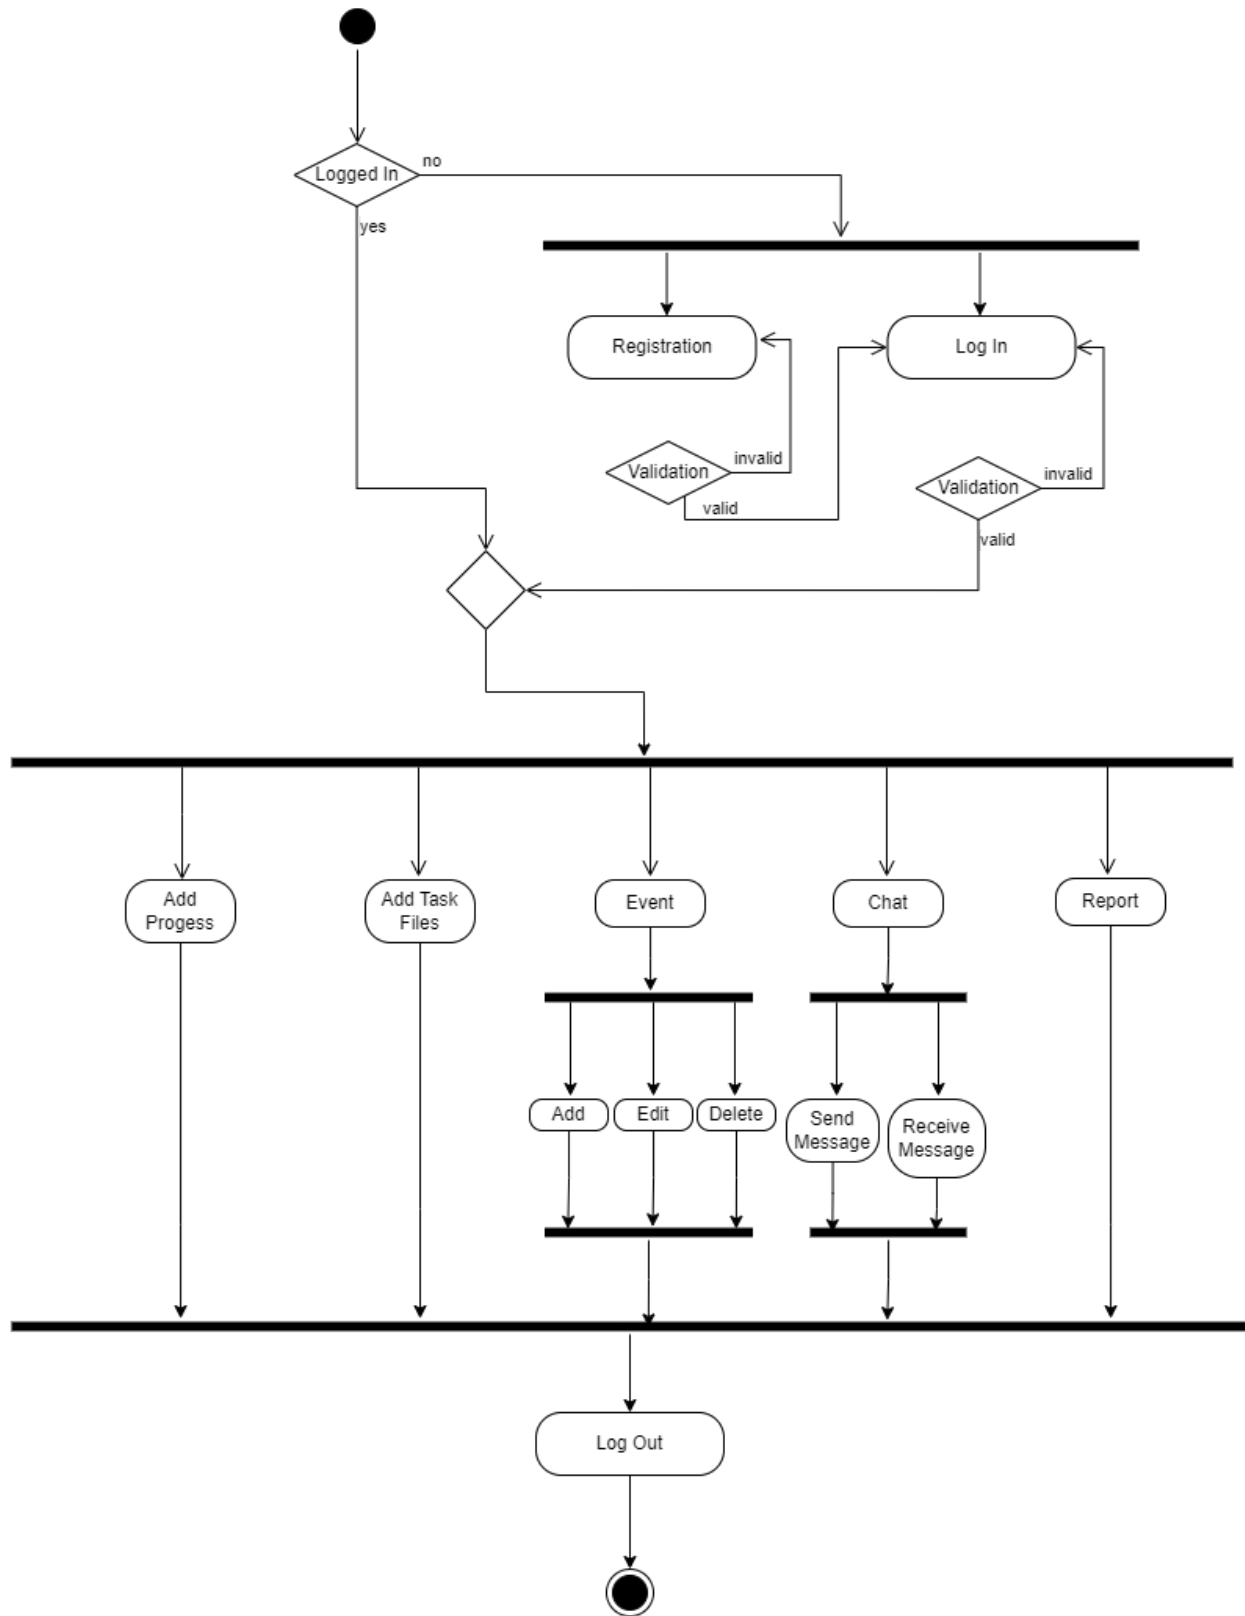 Logged In
no
yes
Registration
Log In
Validation
invalid
valid
Validation
invalid
valid
Add
Progess
Add Task
Files
Event
Chat
Report
Add
Edit
Delete
Send
Message
Receive
Message
Log Out